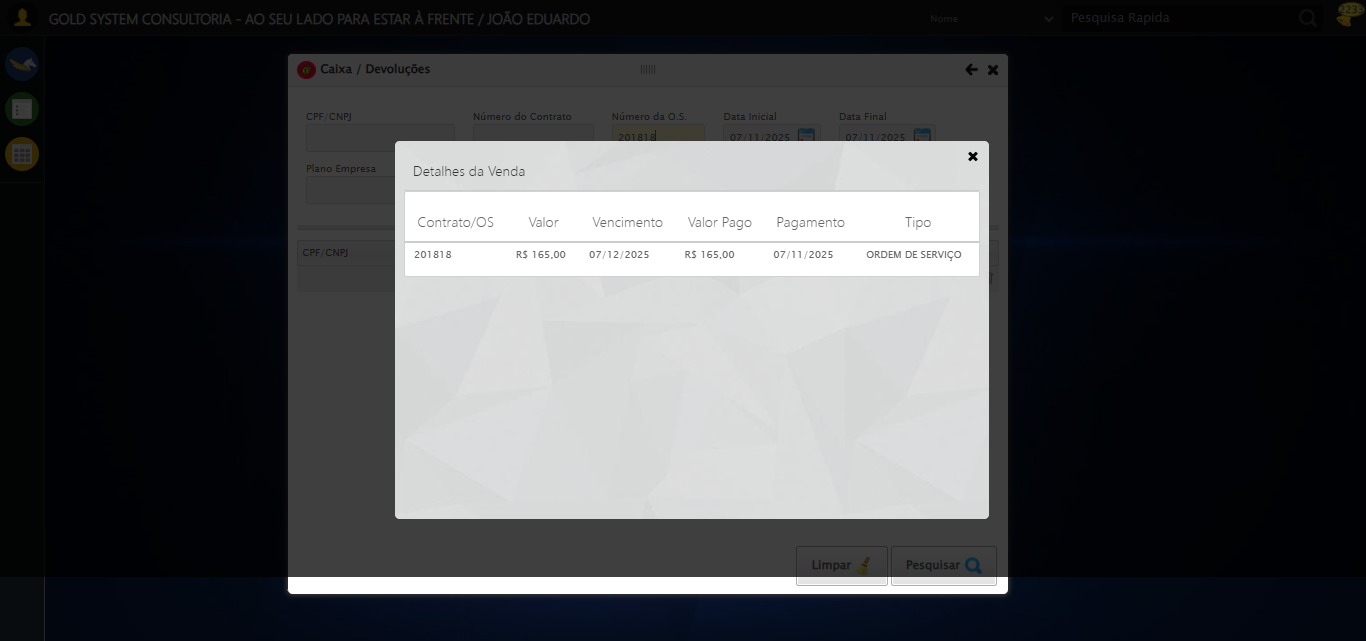 GOLD SYSTEM CONSULTORIA - AO SEU LADO PARA ESTAR À FRENTE / JOÃO EDUARDO
Nome
Pesquisa Rapida
223
Caixa / Devoluções
CPF/CNPJ Número do Contrato Número da O.S. Data Inicial Data Final
201818 07/11/2025 07/11/2025
Plano Empresa
CPF/CNPJ
Detalhes da Venda
Contrato/OS Valor Vencimento Valor Pago Pagamento Tipo
201818 R$ 165,00 07/12/2025 R$ 165,00 07/11/2025 ORDEM DE SERVIÇO
Limpar Pesquisar